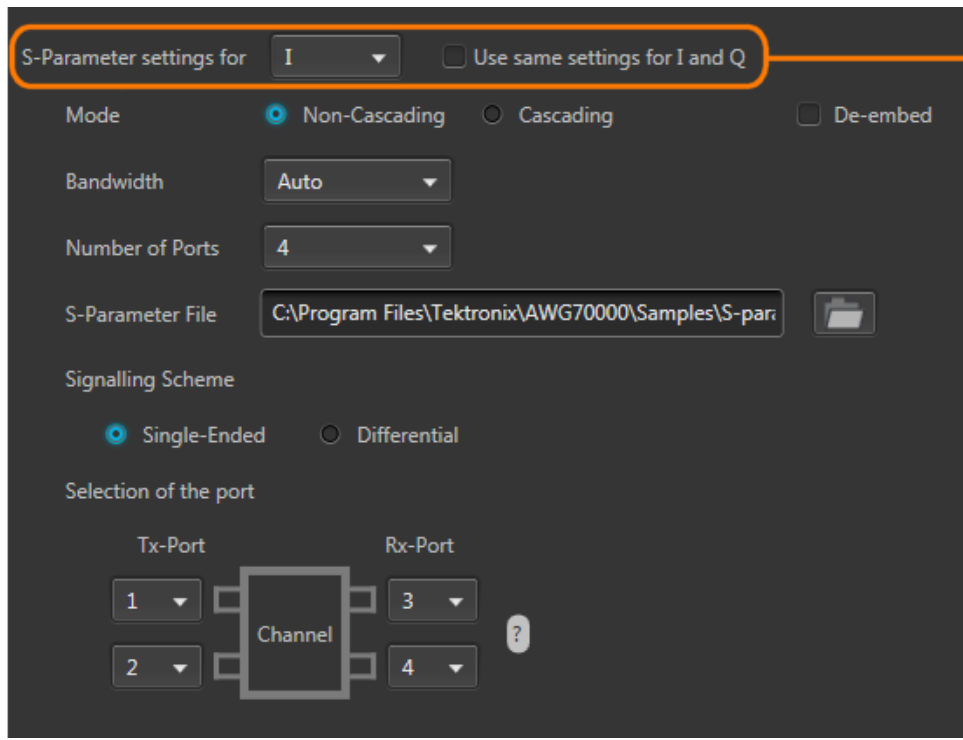 S-Parameter settings for I Use same settings for I and Q
Mode Non-Cascading Cascading De-embed
Bandwidth Auto
Number of Ports 4
S-Parameter File C:\Program Files\Tektronix\AWG70000\Samples\S-para
Signalling Scheme
Single-Ended Differential
Selection of the port
Tx-Port Rx-Port
1 3
Channel ?
2 4